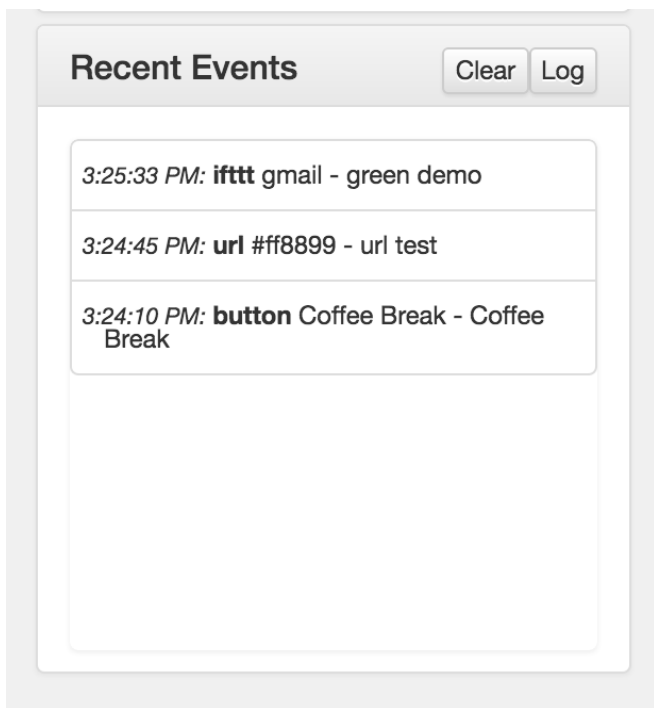 Recent Events
Clear
Log
3:25:33 PM: ifttt gmail - green demo
3:24:45 PM: url #ff8899 - url test
3:24:10 PM: button Coffee Break - Coffee
Break